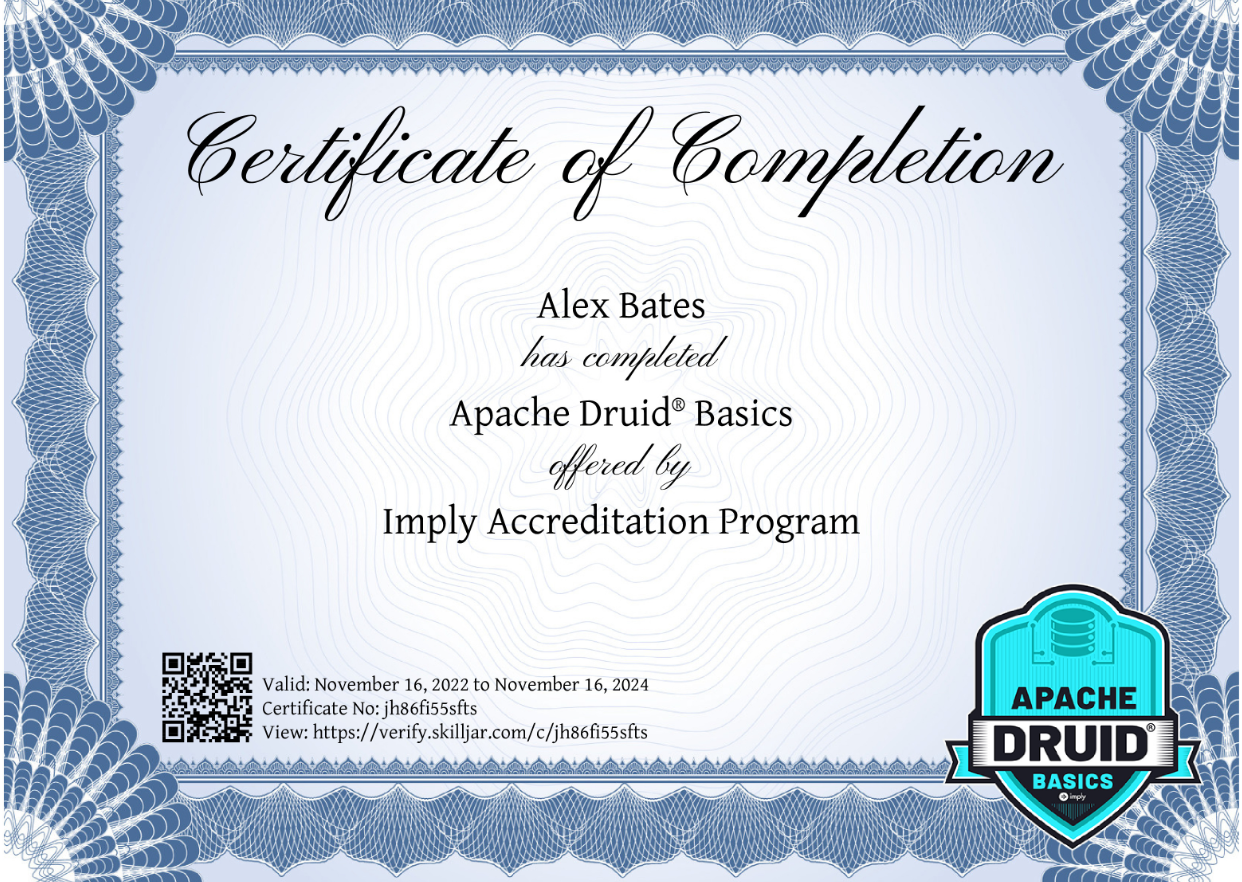 Certificate of Completion
Alex Bates
has completed
Apache Druid® Basics
offered by
Imply Accreditation Program
Valid: November 16, 2022 to November 16, 2024
Certificate No: jh86fi55sfts
View: https://verify.skilljar.com/c/jh86fi55sfts
APACHE
DRUID®
BASICS
imply